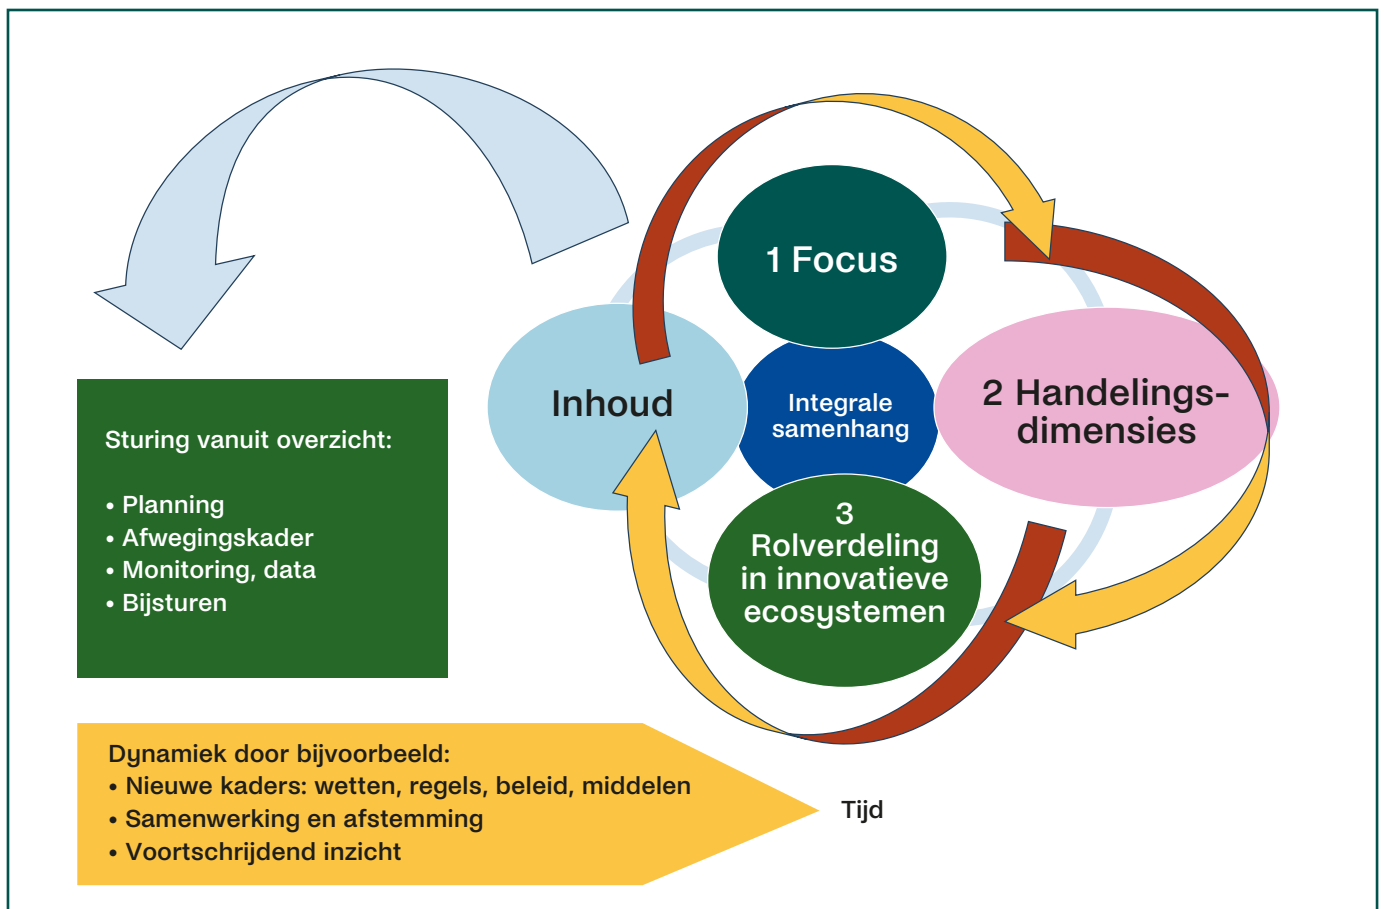 1 Focus
Inhoud
Integrale
samenhang
2 Handelings-
dimensies
3
Rolverdeling
in innovatieve
ecosystemen
Sturing vanuit overzicht:
• Planning
• Afwegingskader
• Monitoring, data
• Bijsturen
Dynamiek door bijvoorbeeld:
• Nieuwe kaders: wetten, regels, beleid, middelen
• Samenwerking en afstemming
• Voortschrijdend inzicht
Tijd